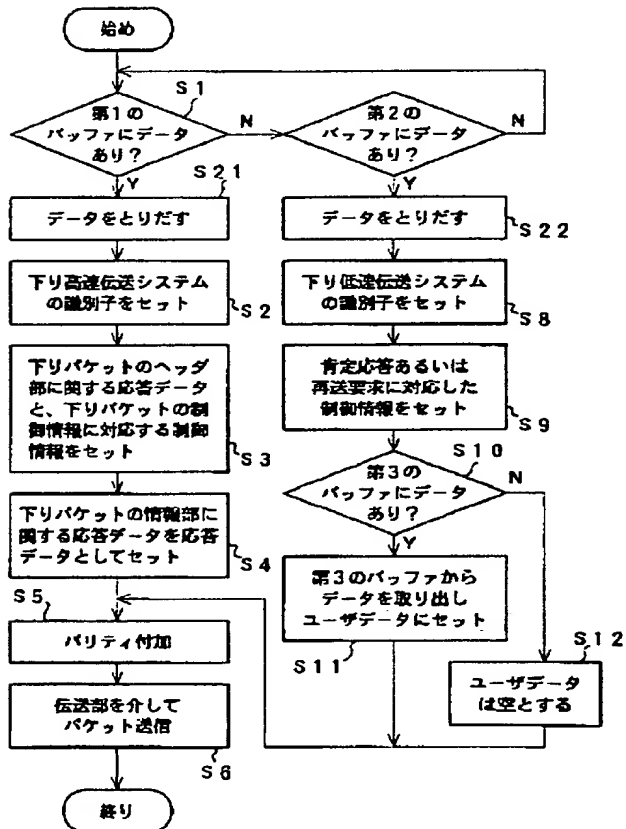 始め
S1
第1の
バッファにデータ
あり?
N
Y
第2の
バッファにデータ
あり?
N
Y
S21
データをとりだす
データをとりだす
S22
下り高速伝送システム
の識別子をセット
S2
下り低速伝送システム
の識別子をセット
S8
下りパケットのヘッダ
部に関する応答データ
と、下りパケットの制
御情報に対応する制御
情報をセット
S3
肯定応答あるいは
再送要求に対応した
制御情報をセット
S9
S10
第3の
バッファにデータ
あり?
N
Y
下りパケットの情報部に
関する応答データを応答
データとしてセット
S4
第3のバッファから
データを取り出し
ユーザデータにセット
S11
S12
ユーザデータ
は空とする
S5
パリティ付加
伝送部を介して
パケット送信
S6
終り